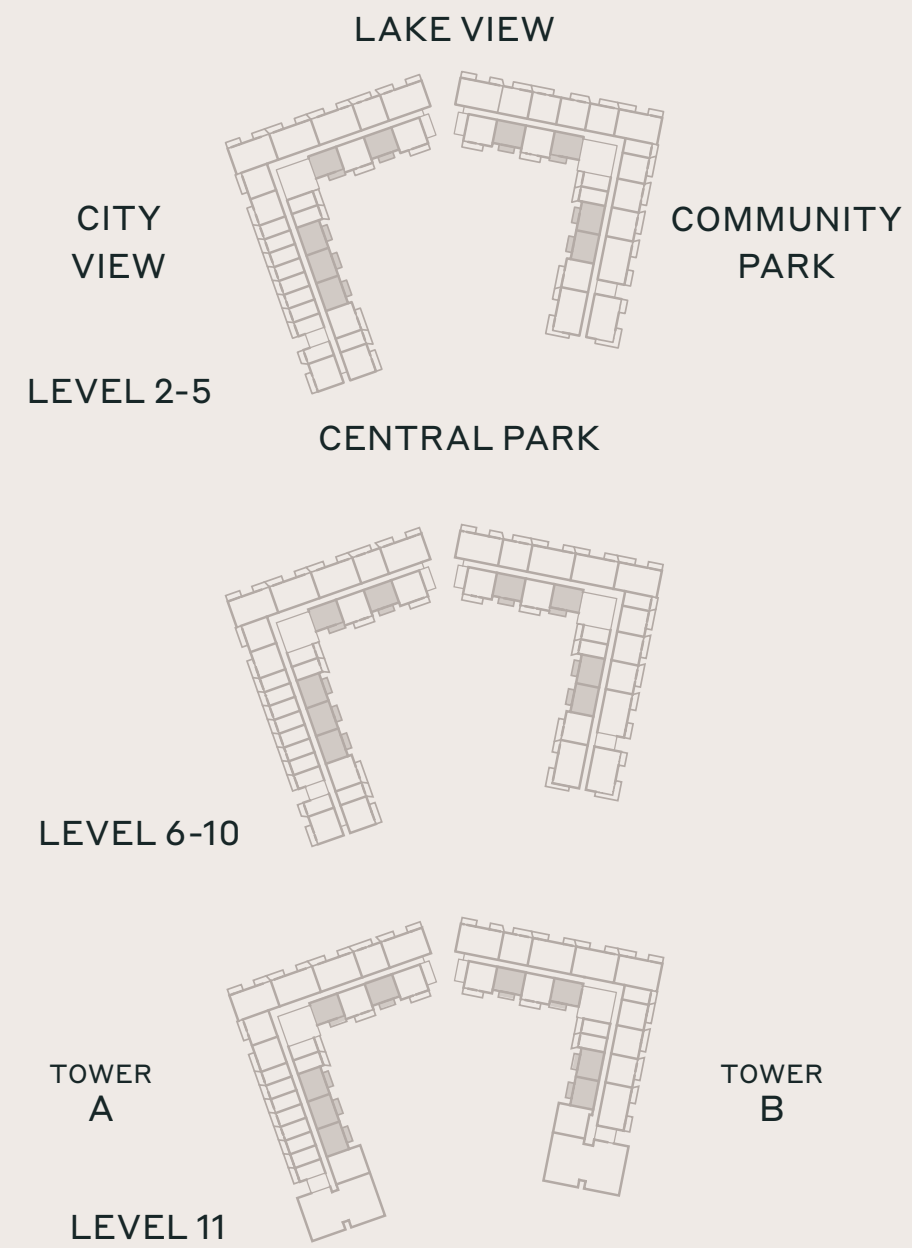 LAKE VIEW
CITY
VIEW
COMMUNITY
PARK
LEVEL 2-5
CENTRAL PARK
LEVEL 6-10
TOWER
A
TOWER
B
LEVEL 11